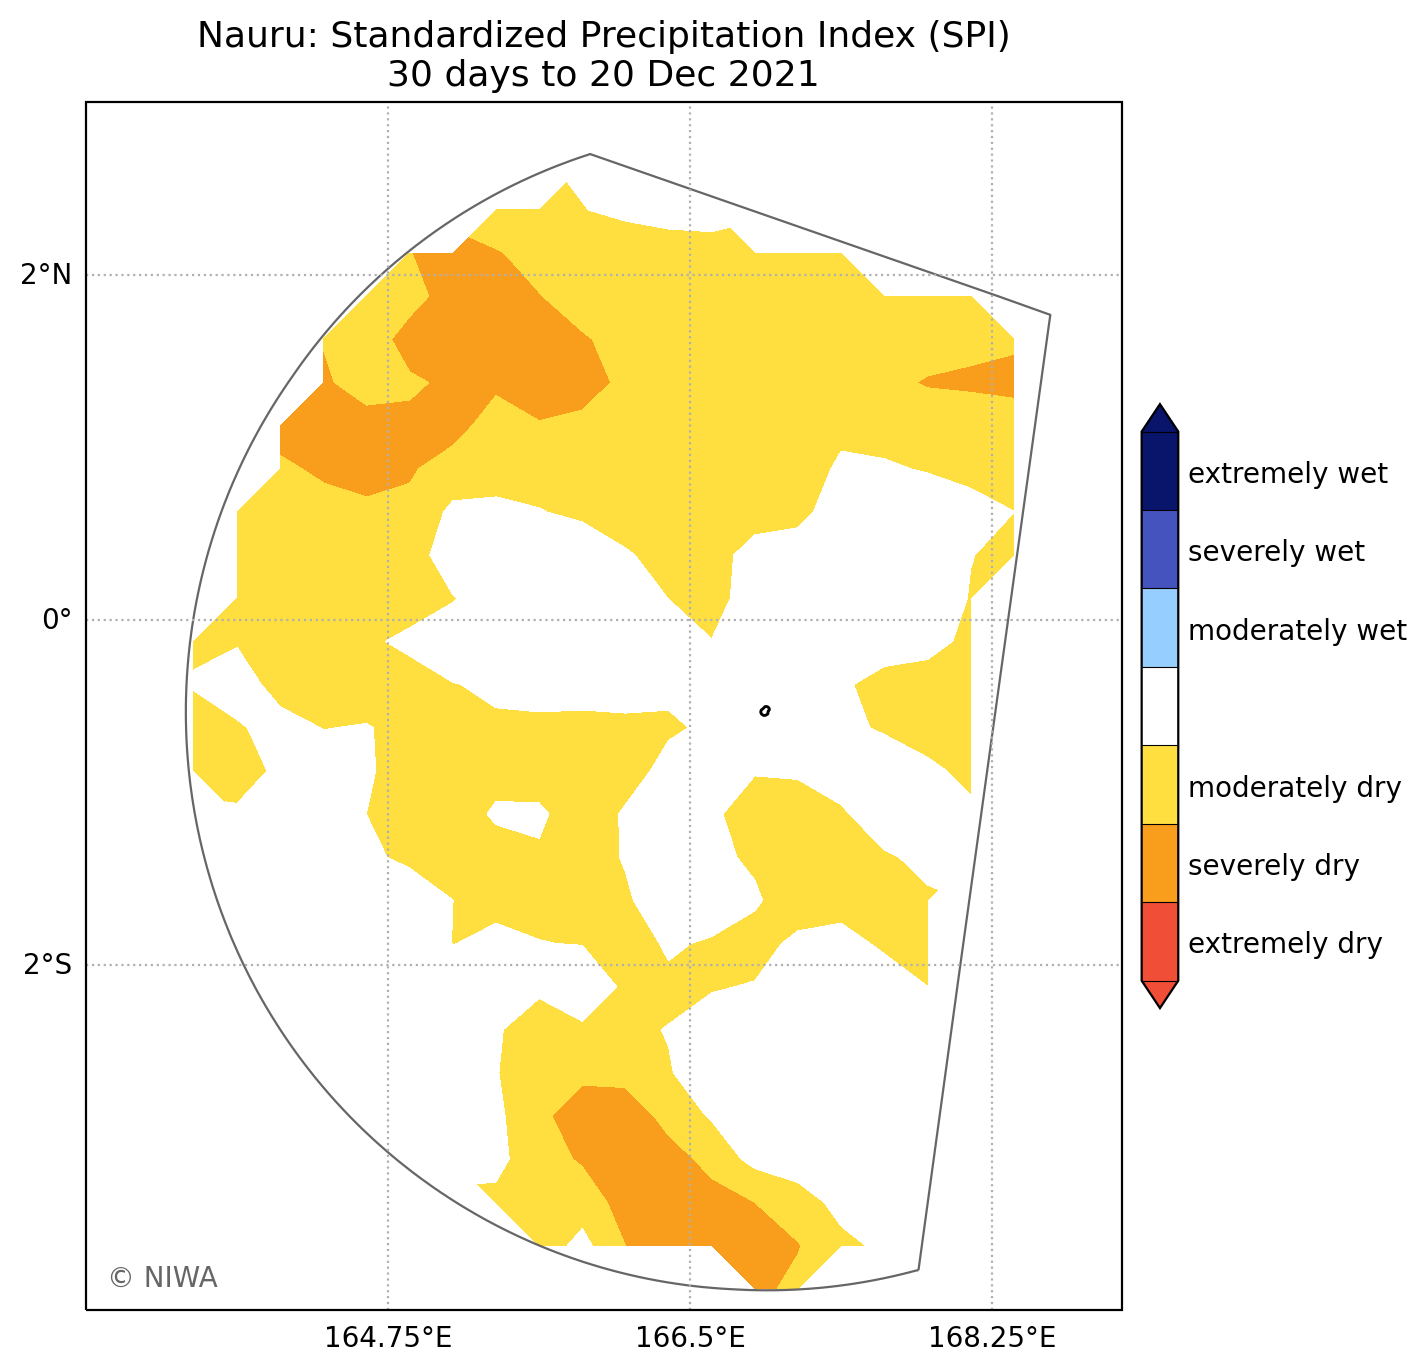 Nauru: Standardized Precipitation Index (SPI)
30 days to 20 Dec 2021
2°N
0°
2°S
164.75°E
166.5°E
168.25°E
extremely wet
severely wet
moderately wet
moderately dry
severely dry
extremely dry
© NIWA